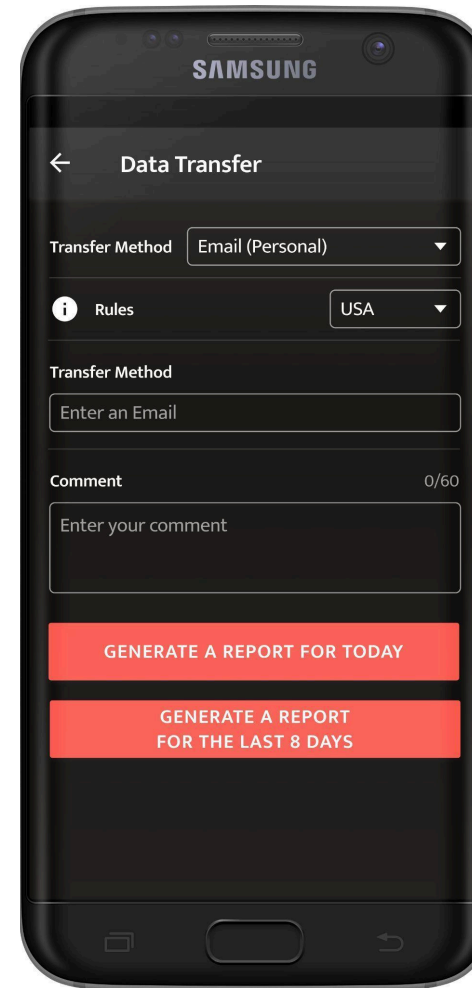 SAMSUNG
Data Transfer
Transfer Method Email (Personal)
i Rules USA
Transfer Method
Enter an Email
Comment 0/60
Enter your comment
GENERATE A REPORT FOR TODAY
GENERATE A REPORT
FOR THE LAST 8 DAYS